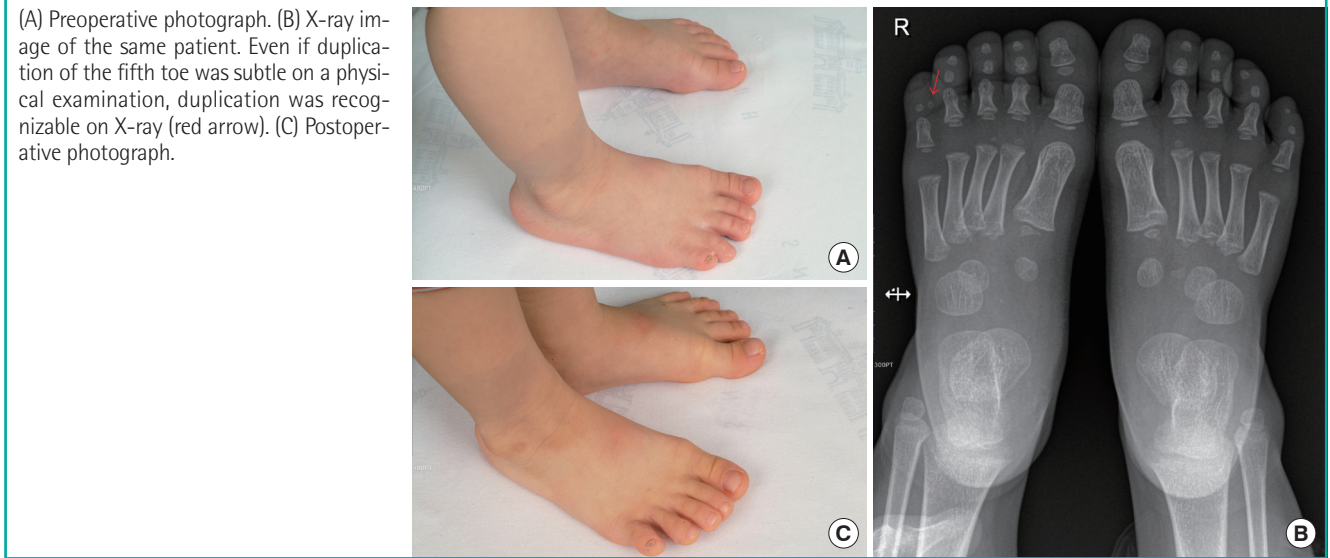 (A) Preoperative photograph. (B) X-ray im-
age of the same patient. Even if duplica-
tion of the fifth toe was subtle on a physi-
cal examination, duplication was recog-
nizable on X-ray (red arrow). (C) Postoper-
ative photograph.
A
C
R
300PT
B